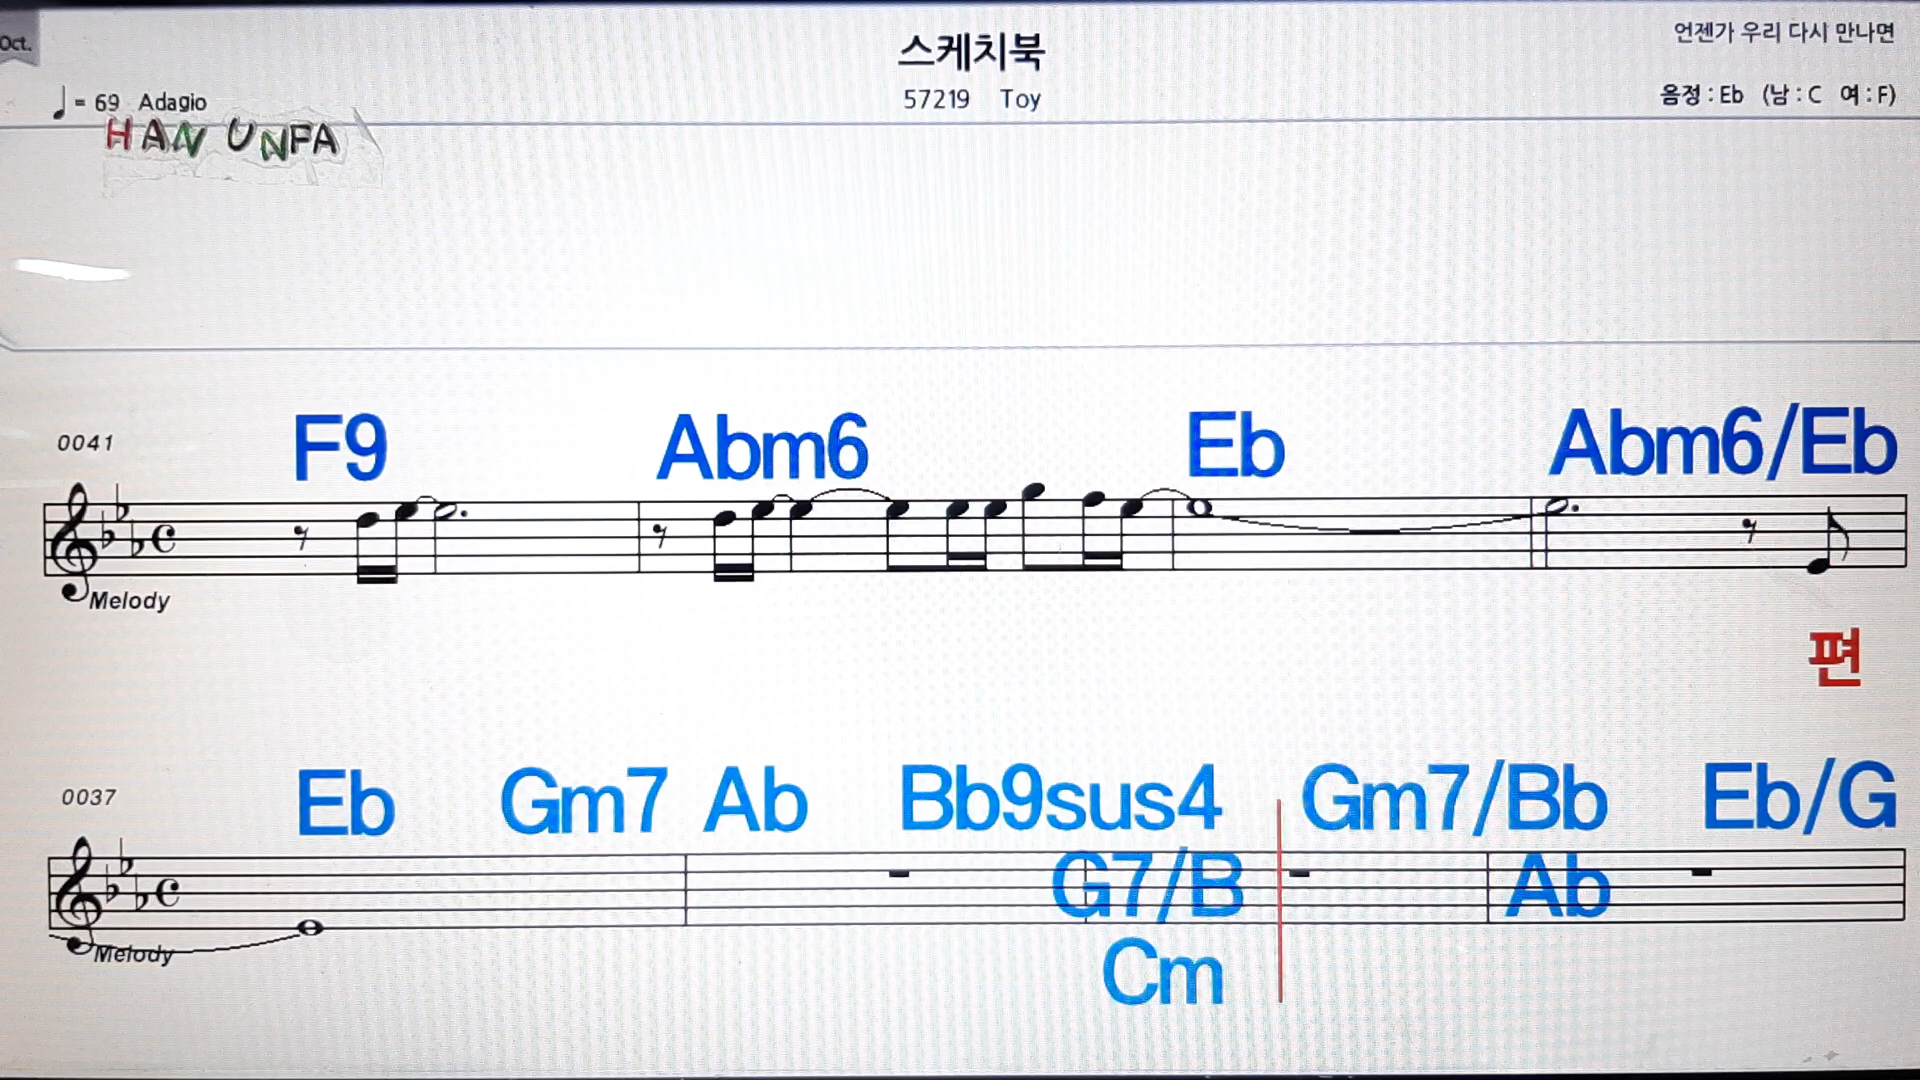 Oct.
스케치북
언젠가 우리 다시 만나면
♩ = 69 Adagio
57219 Toy
음정 : Eb (남 : C 여 : F)
HAN UNFA
0041
F9 Abm6 Eb Abm6/Eb
Melody
편
0037
Eb Gm7 Ab Bb9sus4 Gm7/Bb Eb/G
G7/B Ab
Melody
Cm